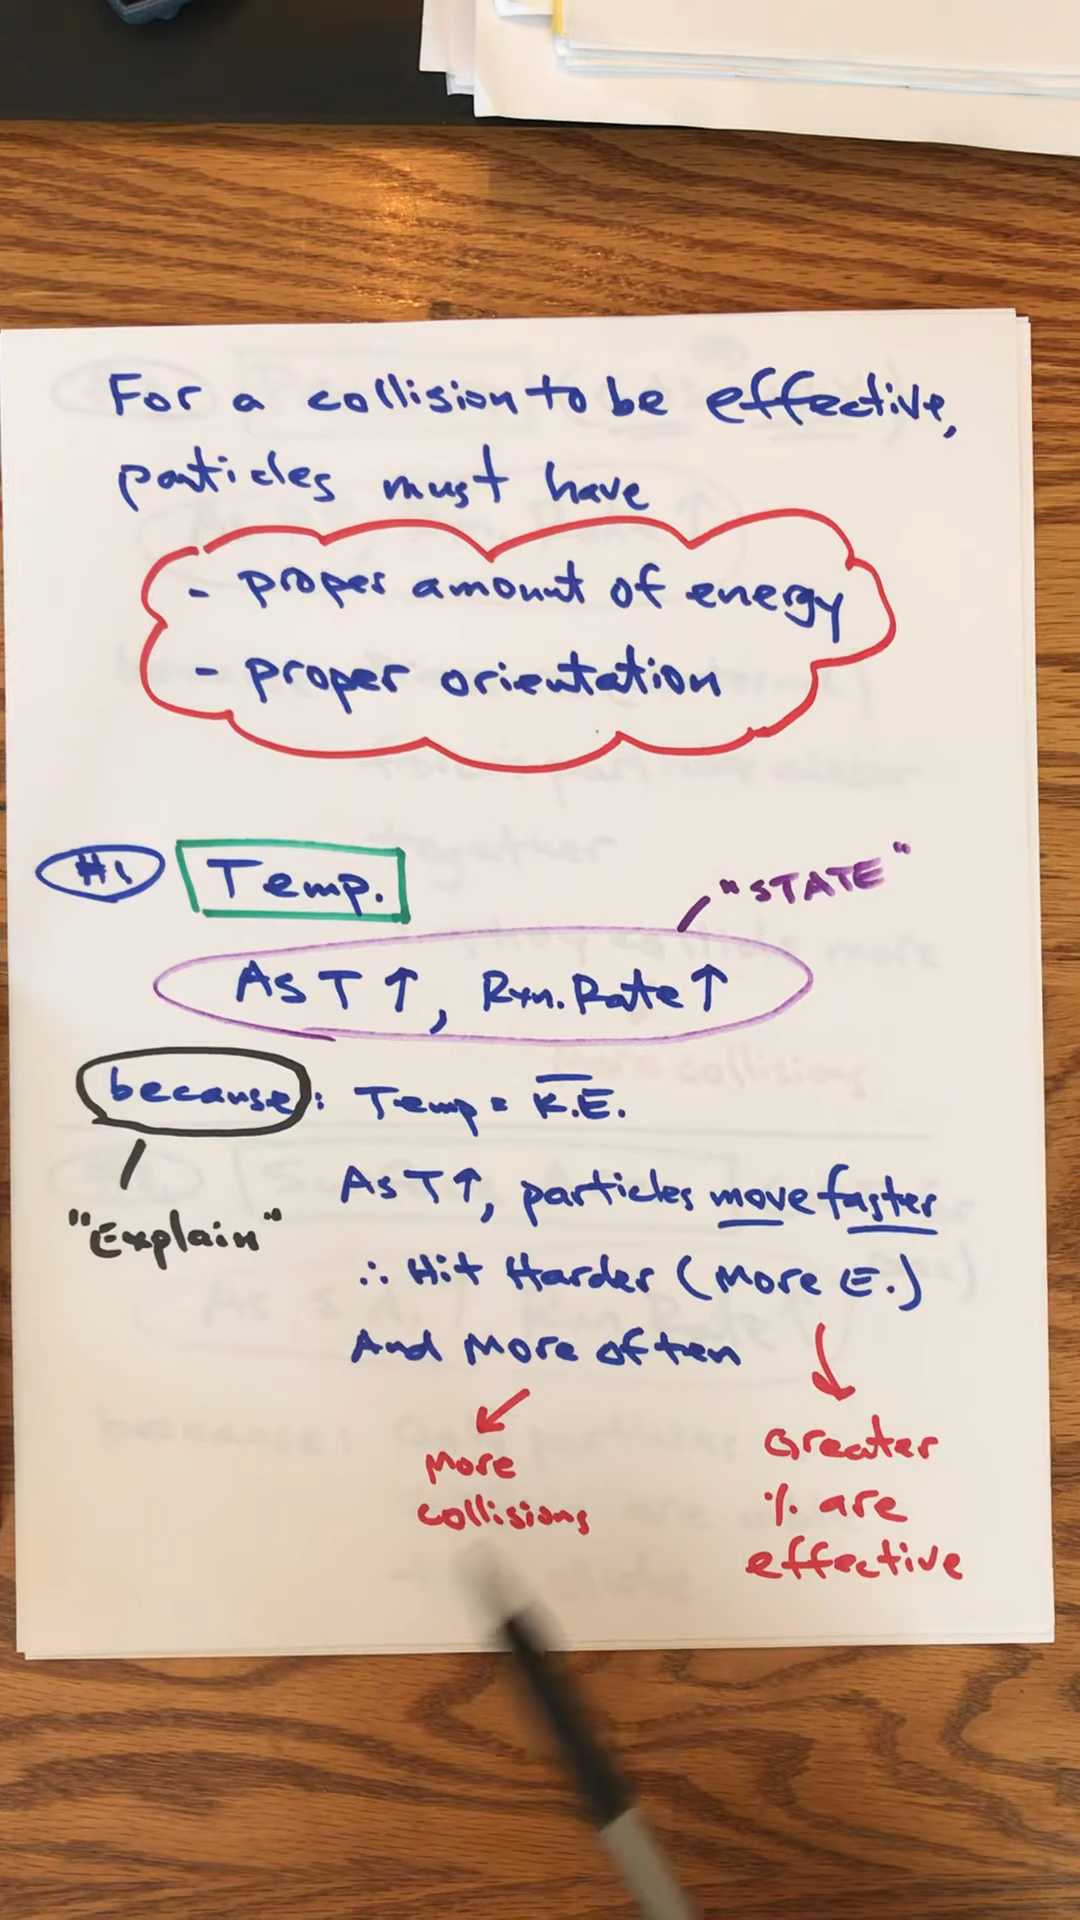 For a collision to be effective,
particles must have
- proper amount of energy
- proper orientation
#1 Temp.
"STATE"
As T ↑, Rxn. Rate ↑
because: Temp = K.E.
As T ↑, particles move faster
"Explain"
∴ Hit Harder (More E.)
And More often
More
collisions
Greater
% are
effective